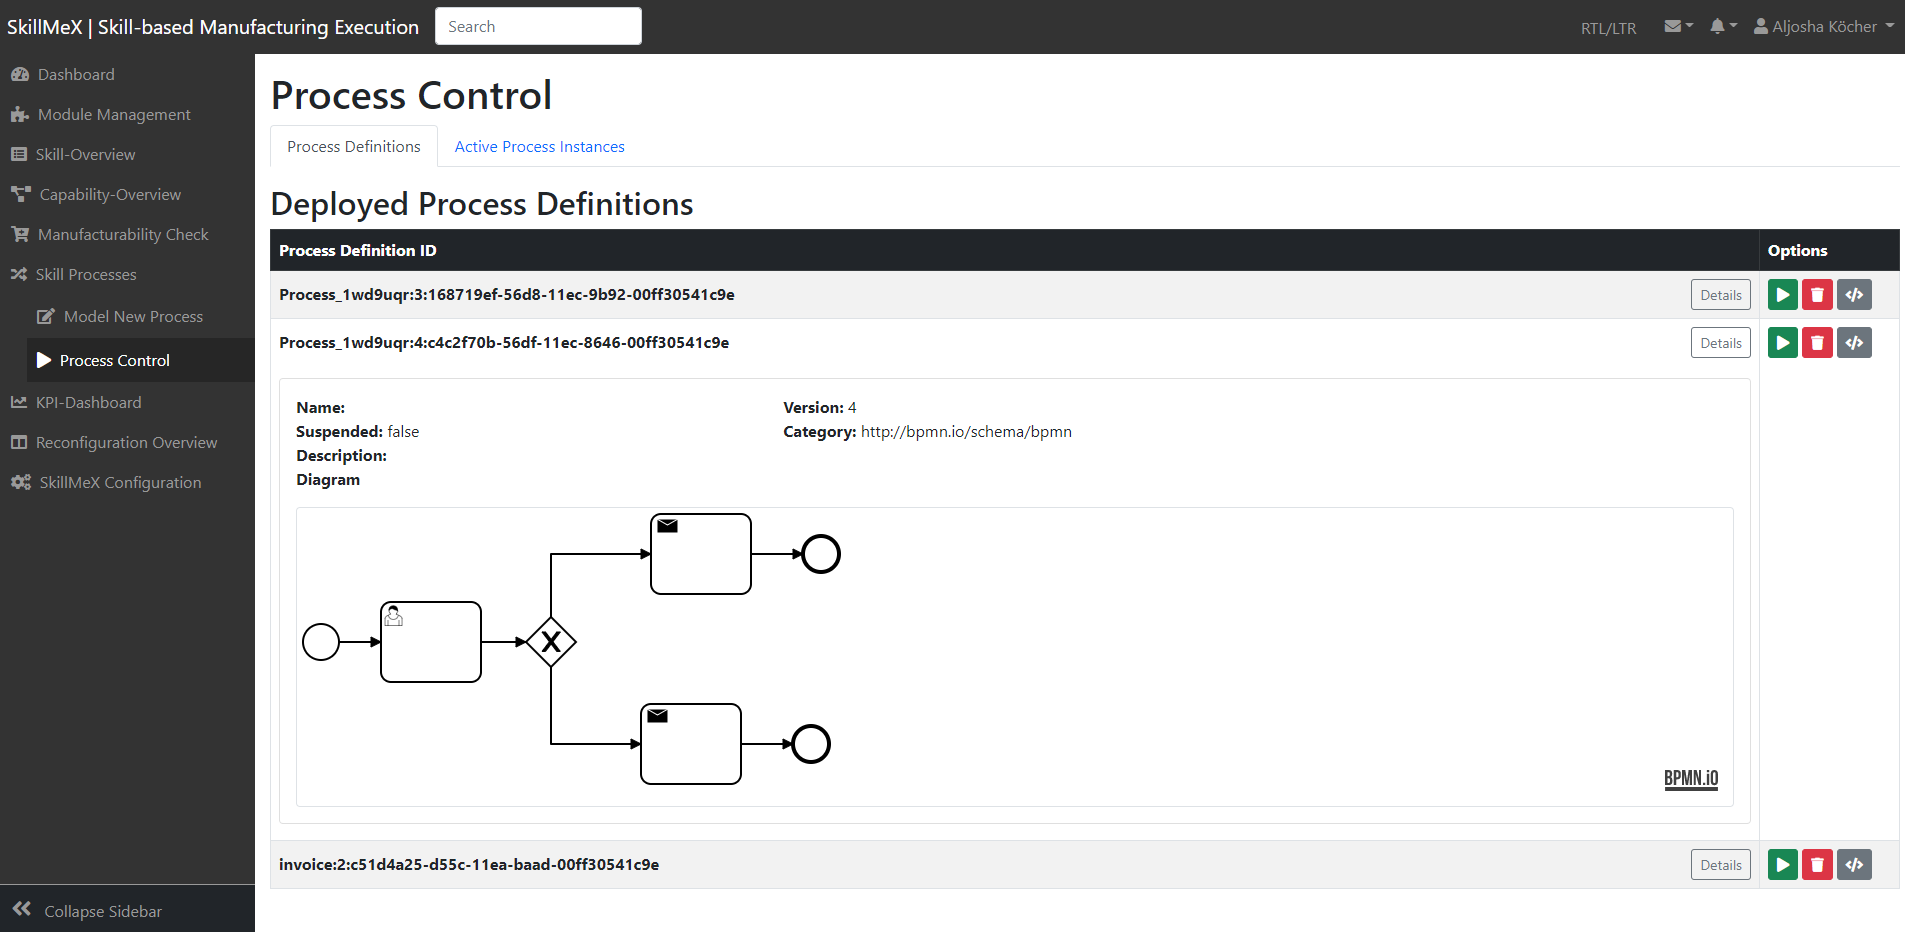 SkillMeX | Skill-based Manufacturing Execution
Search
RTL/LTR
Aljosha Köcher
Dashboard
Module Management
Skill-Overview
Capability-Overview
Manufacturability Check
Skill Processes
Model New Process
Process Control
KPI-Dashboard
Reconfiguration Overview
SkillMeX Configuration
Collapse Sidebar
Process Control
Process Definitions
Active Process Instances
Deployed Process Definitions
Process Definition ID
Options
Process_1wd9uqr:3:168719ef-56d8-11ec-9b92-00ff30541c9e
Details
Process_1wd9uqr:4:c4c2f70b-56df-11ec-8646-00ff30541c9e
Details
Name:
Version: 4
Suspended: false
Category: http://bpmn.io/schema/bpmn
Description:
Diagram
X
BPMN.iO
invoice:2:c51d4a25-d55c-11ea-baad-00ff30541c9e
Details